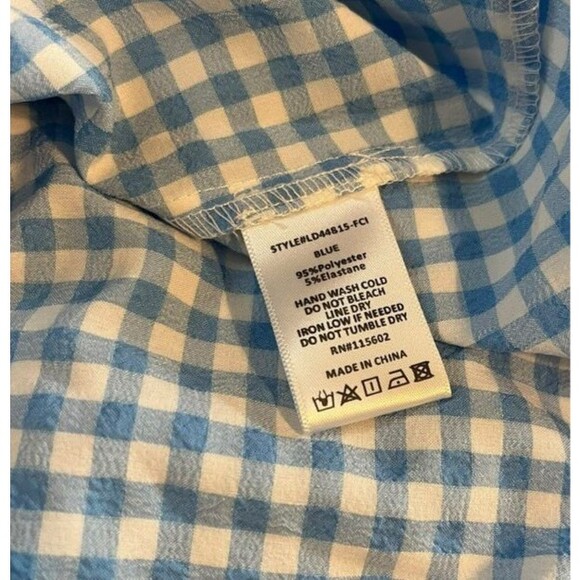 STYLE#LD44815-FCI
BLUE
95%Polyester
5%Elastane
HAND WASH COLD
DO NOT BLEACH
LINE DRY
IRON LOW IF NEEDED
DO NOT TUMBLE DRY
RN#115602
MADE IN CHINA